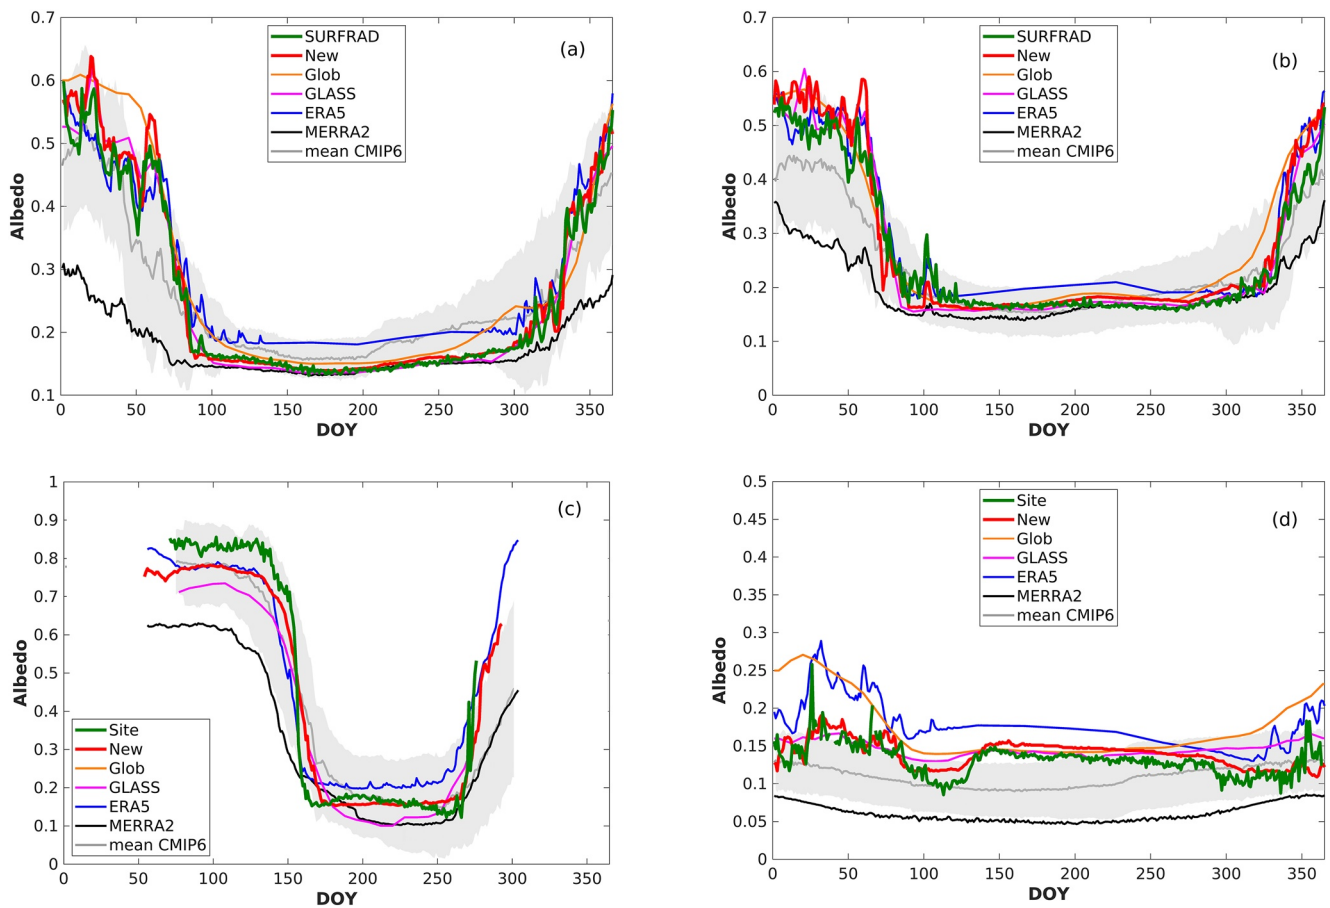 0.7
0.6
0.5
0.4
0.3
0.2
0.1
Albedo
0 50 100 150 200 250 300 350
DOY
SURFRAD
New
Glob
GLASS
ERA5
MERRA2
mean CMIP6
(a)
0.7
0.6
0.5
0.4
0.3
0.2
0.1
0
Albedo
0 50 100 150 200 250 300 350
DOY
SURFRAD
New
Glob
GLASS
ERA5
MERRA2
mean CMIP6
(b)
1
0.9
0.8
0.7
0.6
0.5
0.4
0.3
0.2
0.1
0
Albedo
0 50 100 150 200 250 300 350
DOY
(c)
Site
New
Glob
GLASS
ERA5
MERRA2
mean CMIP6
0.5
0.45
0.4
0.35
0.3
0.25
0.2
0.15
0.1
0.05
0
Albedo
0 50 100 150 200 250 300 350
DOY
Site
New
Glob
GLASS
ERA5
MERRA2
mean CMIP6
(d)